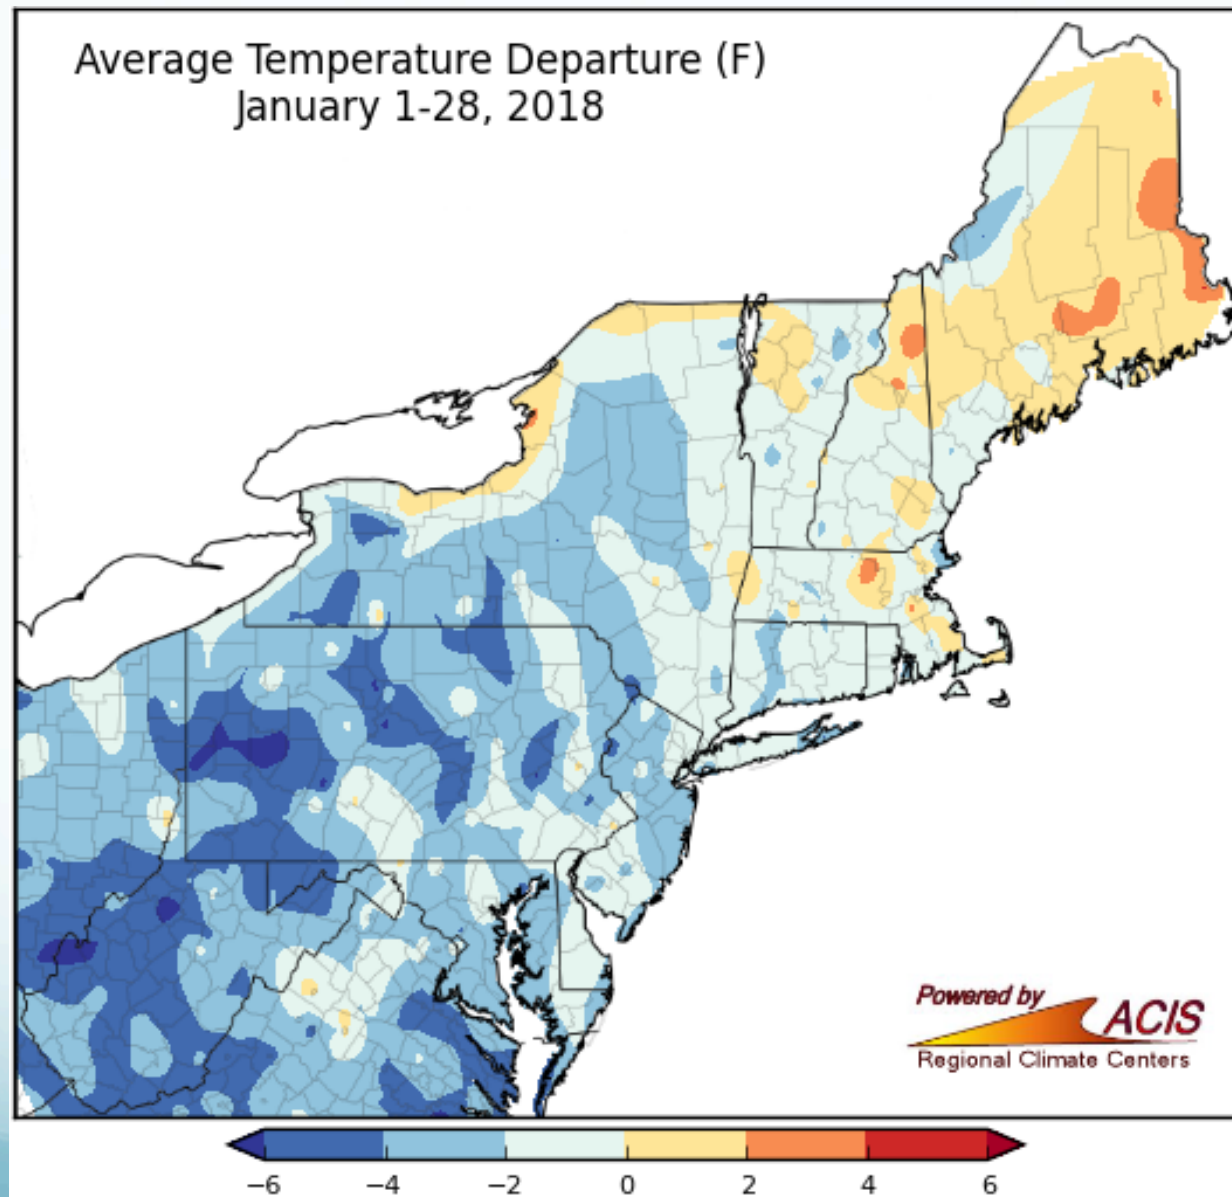 Average Temperature Departure (F)
January 1-28, 2018
Powered by
ACIS
Regional Climate Centers
−6 −4 −2 0 2 4 6